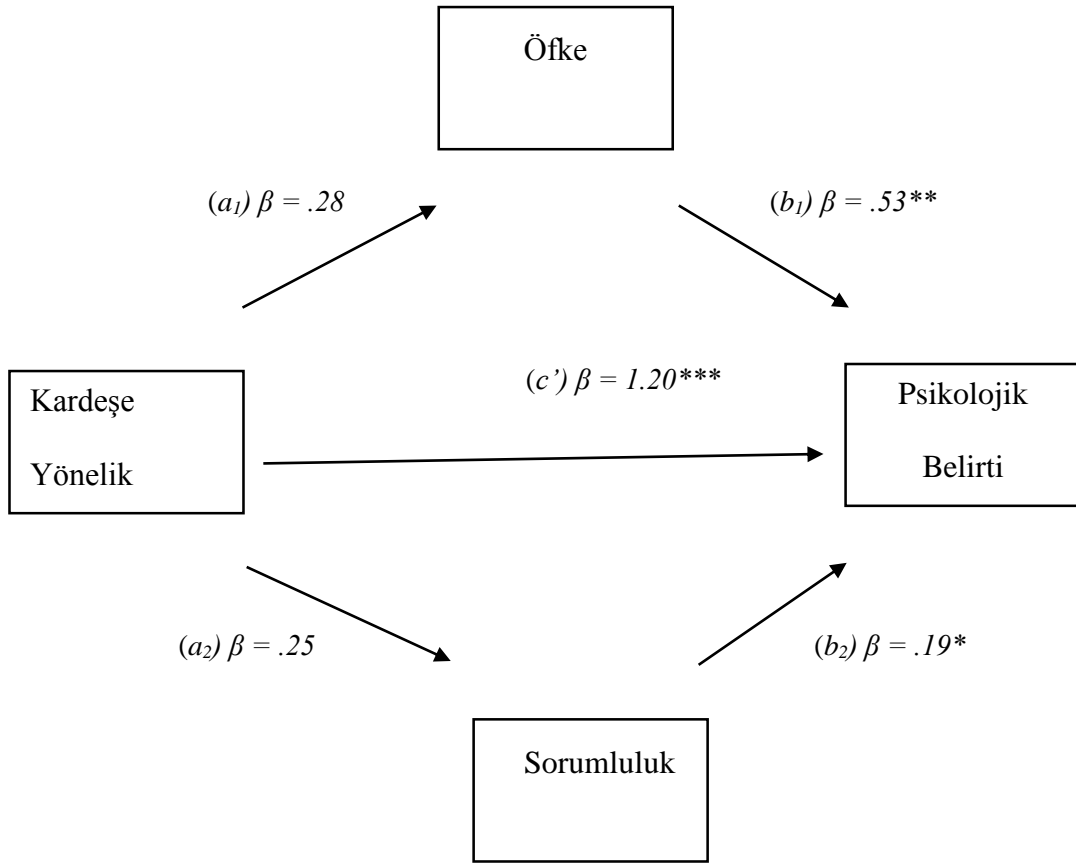 Öfke
(a₁) β = .28
(b₁) β = .53**
(c’) β = 1.20***
Kardeşe
Yönelik
Psikolojik
Belirti
(a₂) β = .25
(b₂) β = .19*
Sorumluluk